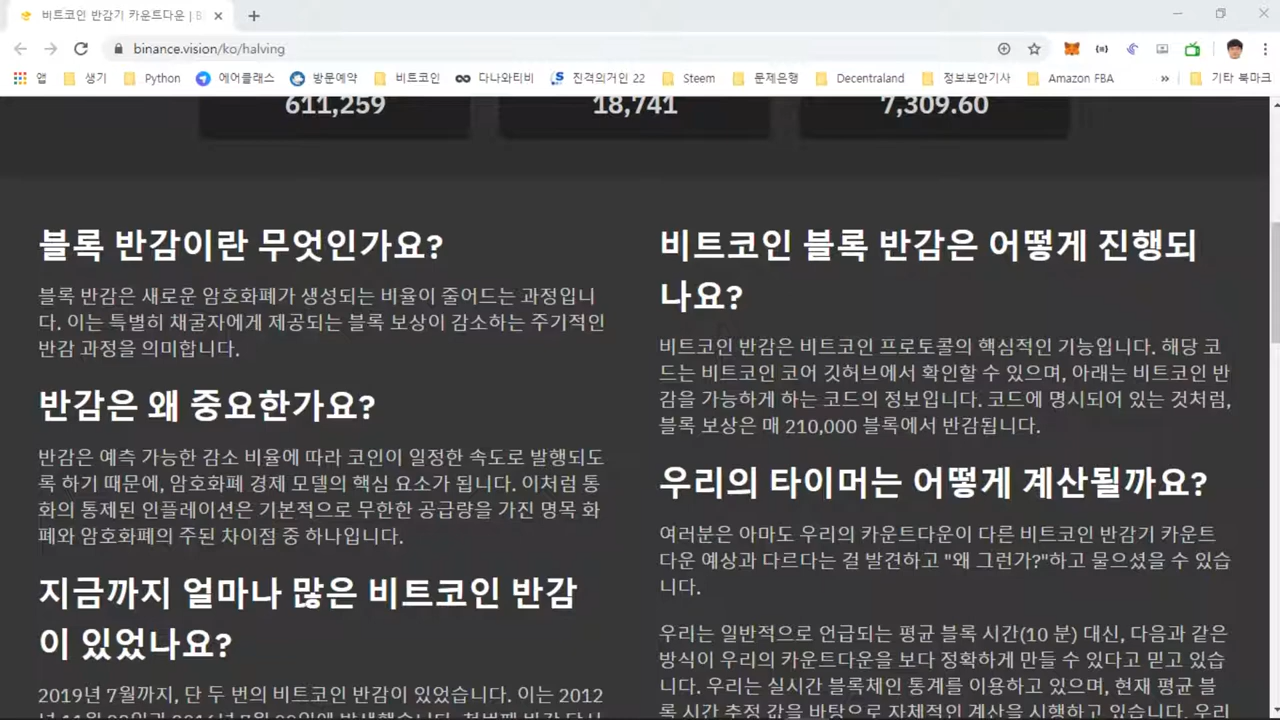 비트코인 반감기 카운트다운 | B
binance.vision/ko/halving
앱 생기 Python 에어클래스 방문예약 비트코인 다나와티비 진격의거인 22 Steem 문제은행 Decentraland 정보보안기사 Amazon FBA » 기타 북마크
611,259 18,741 7,309.60
블록 반감이란 무엇인가요?
블록 반감은 새로운 암호화폐가 생성되는 비율이 줄어드는 과정입니
다. 이는 특별히 채굴자에게 제공되는 블록 보상이 감소하는 주기적인
반감 과정을 의미합니다.
반감은 왜 중요한가요?
반감은 예측 가능한 감소 비율에 따라 코인이 일정한 속도로 발행되도
록 하기 때문에, 암호화폐 경제 모델의 핵심 요소가 됩니다. 이처럼 통
화의 통제된 인플레이션은 기본적으로 무한한 공급량을 가진 명목 화
폐와 암호화폐의 주된 차이점 중 하나입니다.
지금까지 얼마나 많은 비트코인 반감
이 있었나요?
2019년 7월까지, 단 두 번의 비트코인 반감이 있었습니다. 이는 2012
비트코인 블록 반감은 어떻게 진행되
나요?
비트코인 반감은 비트코인 프로토콜의 핵심적인 기능입니다. 해당 코
드는 비트코인 코어 깃허브에서 확인할 수 있으며, 아래는 비트코인 반
감을 가능하게 하는 코드의 정보입니다. 코드에 명시되어 있는 것처럼,
블록 보상은 매 210,000 블록에서 반감됩니다.
우리의 타이머는 어떻게 계산될까요?
여러분은 아마도 우리의 카운트다운이 다른 비트코인 반감기 카운트
다운 예상과 다르다는 걸 발견하고 "왜 그런가?"하고 물으셨을 수 있습
니다.
우리는 일반적으로 언급되는 평균 블록 시간(10 분) 대신, 다음과 같은
방식이 우리의 카운트다운을 보다 정확하게 만들 수 있다고 믿고 있습
니다. 우리는 실시간 블록체인 통계를 이용하고 있으며, 현재 평균 블
록 시간 추정 값을 바탕으로 자체적인 계산을 시행하고 있습니다. 우리